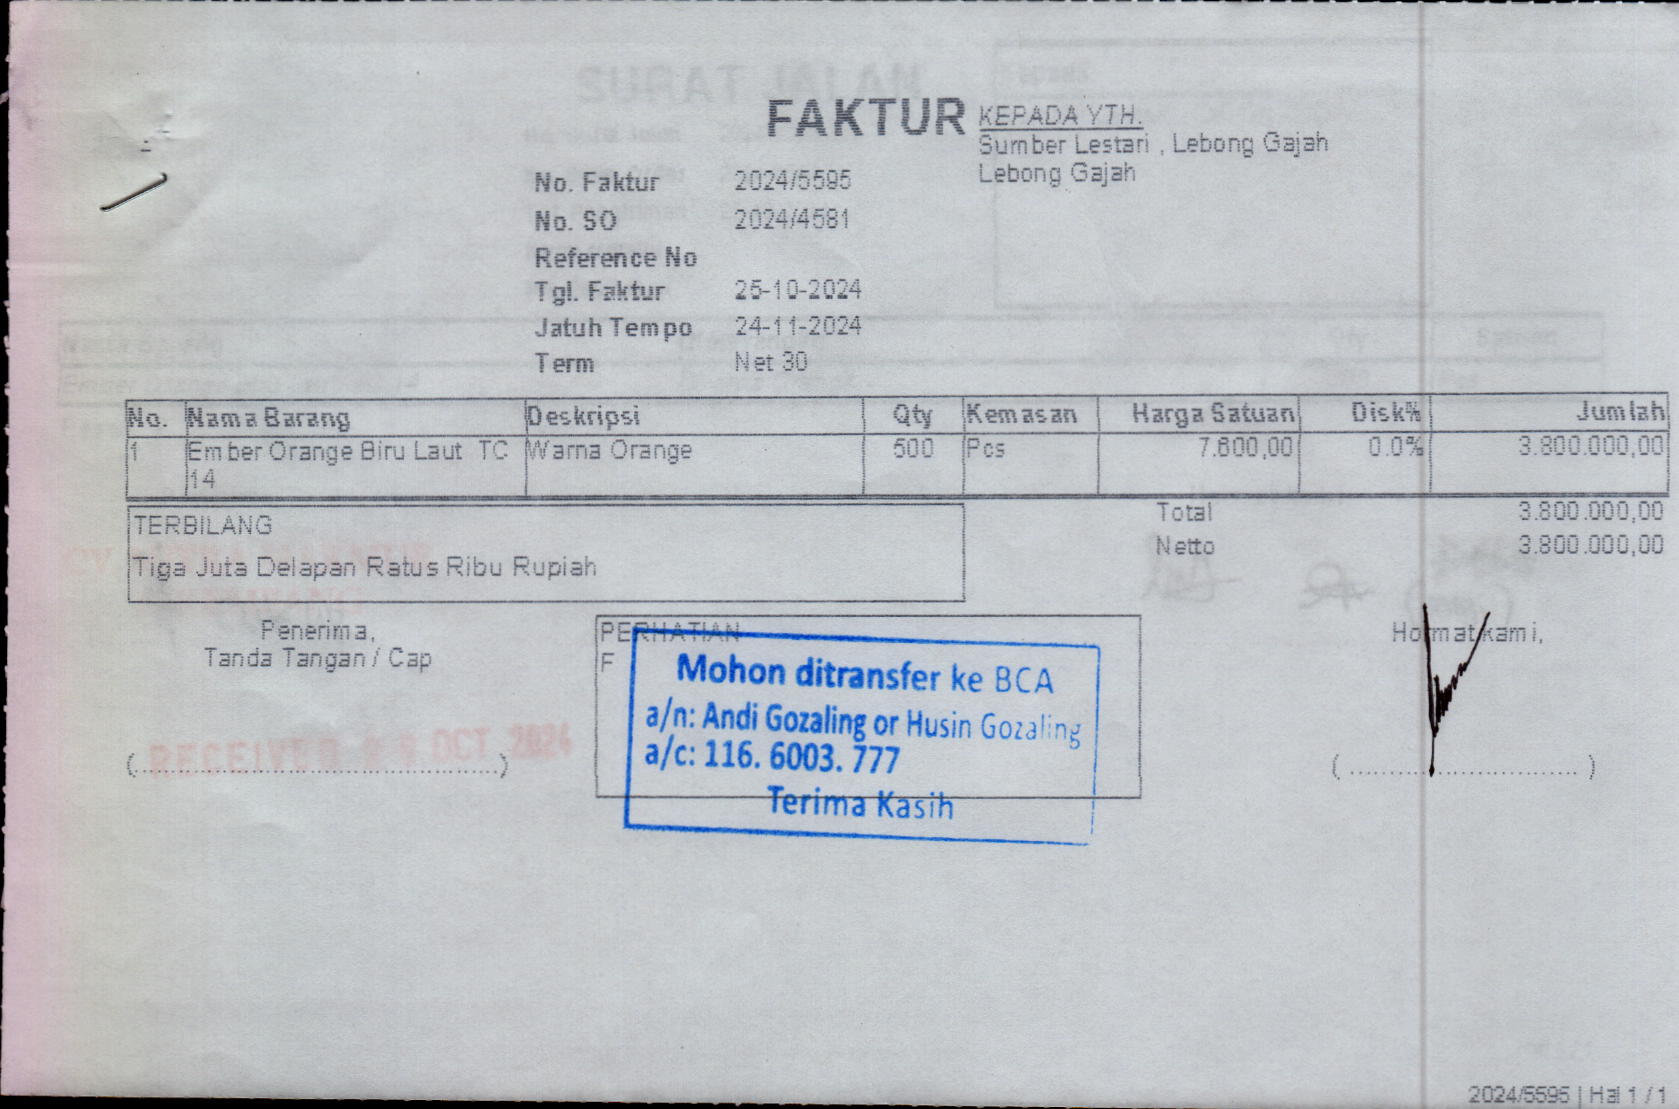 FAKTUR
KEPADA YTH.
Sumber Lestari , Lebong Gajah
Lebong Gajah
No. Faktur 2024/5595
No. SO 2024/4581
Reference No
Tgl. Faktur 25-10-2024
Jatuh Tempo 24-11-2024
Term Net 30
No. Nama Barang Deskripsi Qty Kemasan Harga Satuan Disk% Jumlah
1 Ember Orange Biru Laut TC Warna Orange 500 Pcs 7.600,00 0.0% 3.800.000,00
14
Total 3.800.000,00
Netto 3.800.000,00
TERBILANG
Tiga Juta Delapan Ratus Ribu Rupiah
Penerima,
Tanda Tangan / Cap
PERHATIAN
F
Mohon ditransfer ke BCA
a/n: Andi Gozaling or Husin Gozaling
a/c: 116. 6003. 777
Terima Kasih
Hormat kami,
RECEIVED OCT 2024
SURAT JALAN
2024/5595 | Hal 1 / 1